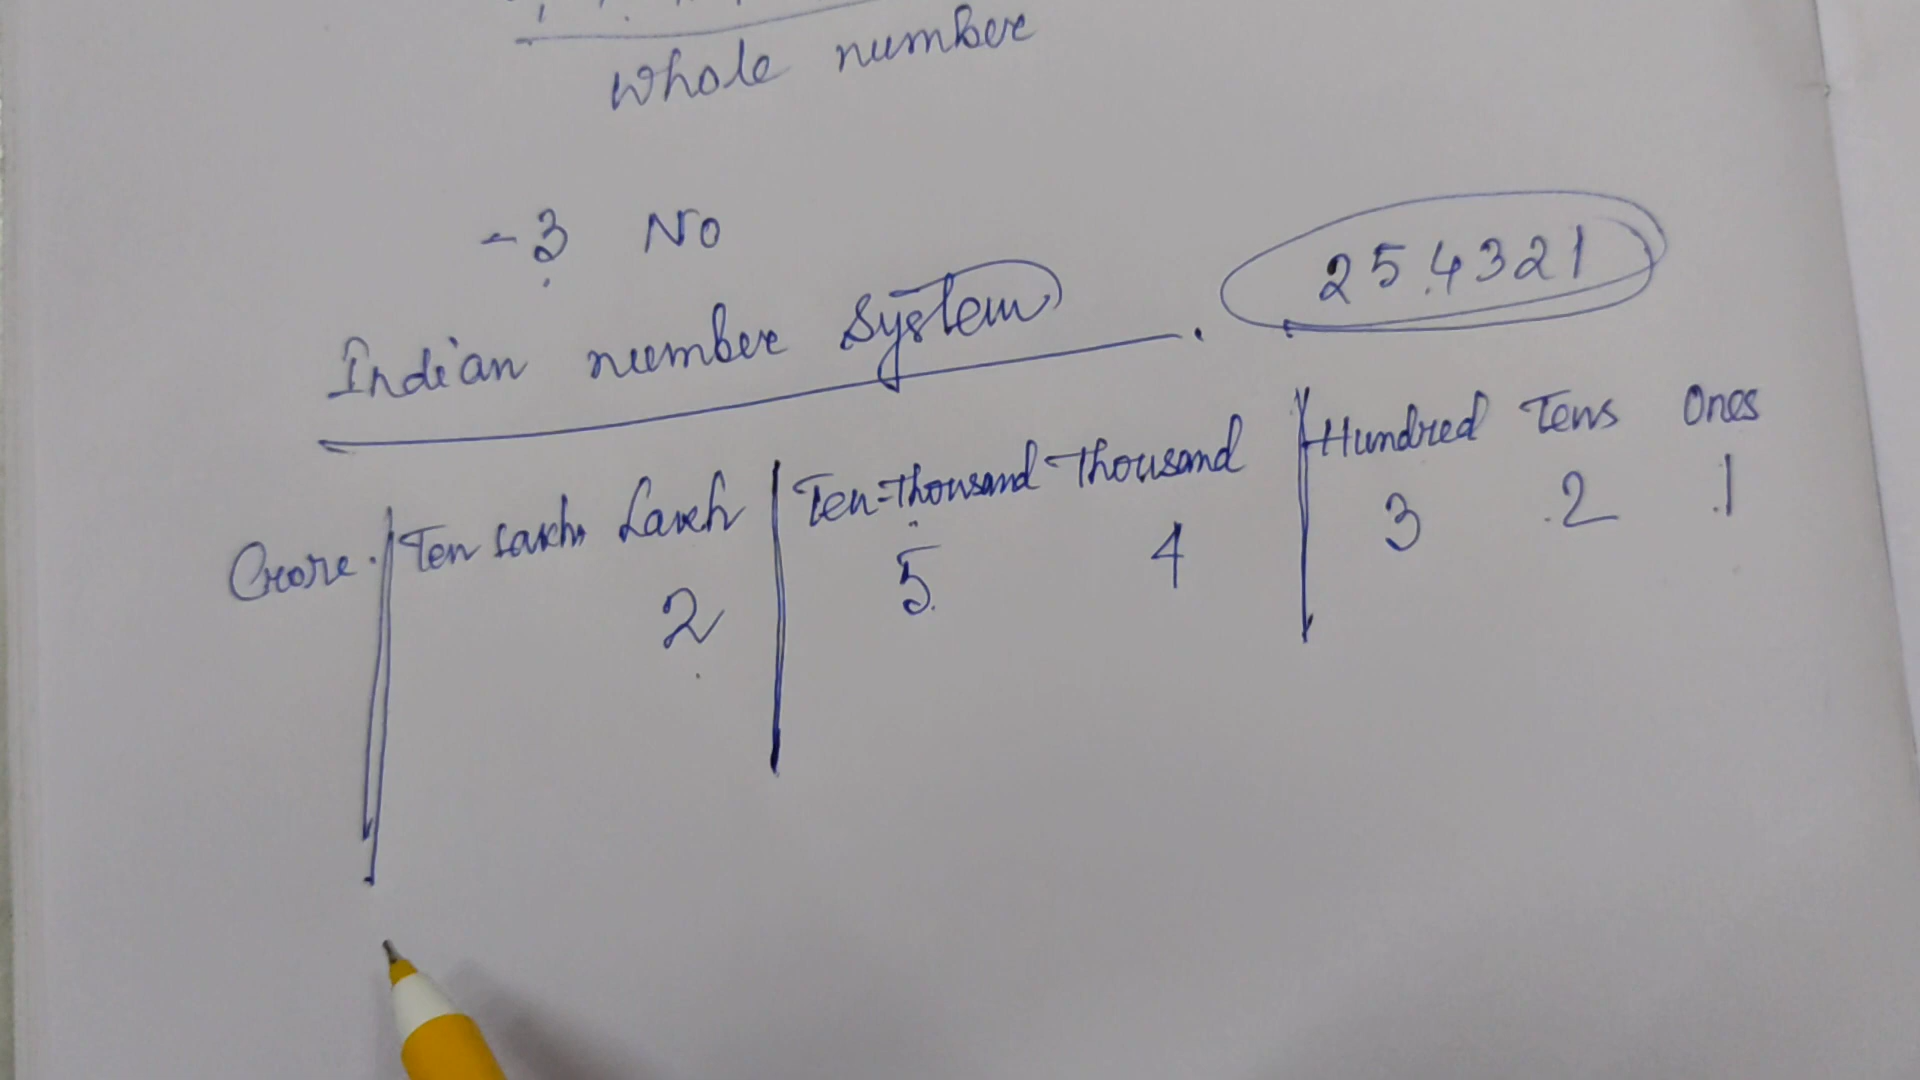 whole number
-3 No
Indian number system. 254321
Crore. Ten Lakh Lakh Ten-Thousand Thousand Hundred Tens Ones
2 5 4 3 2 1